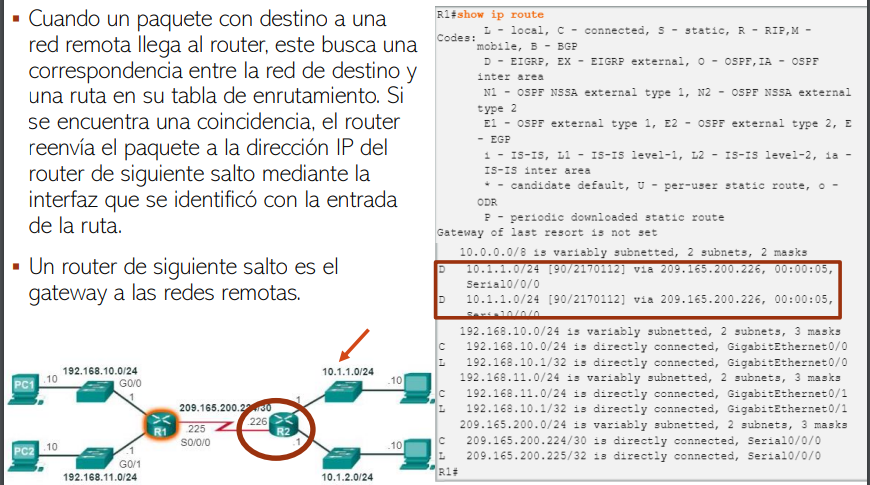 ▪ Cuando un paquete con destino a una
red remota llega al router, este busca una
correspondencia entre la red de destino y
una ruta en su tabla de enrutamiento. Si
se encuentra una coincidencia, el router
reenvía el paquete a la dirección IP del
router de siguiente salto mediante la
interfaz que se identificó con la entrada
de la ruta.
▪ Un router de siguiente salto es el
gateway a las redes remotas.
R1#show ip route
Codes: L - local, C - connected, S - static, R - RIP,M -
mobile, B - BGP
D - EIGRP, EX - EIGRP external, O - OSPF,IA - OSPF
inter area
N1 - OSPF NSSA external type 1, N2 - OSPF NSSA external
type 2
E1 - OSPF external type 1, E2 - OSPF external type 2, E
- EGP
i - IS-IS, L1 - IS-IS level-1, L2 - IS-IS level-2, ia -
IS-IS inter area
* - candidate default, U - per-user static route, o -
ODR
P - periodic downloaded static route
Gateway of last resort is not set
10.0.0.0/8 is variably subnetted, 2 subnets, 2 masks
D 10.1.1.0/24 [90/2170112] via 209.165.200.226, 00:00:05,
Serial0/0/0
D 10.1.1.0/24 [90/2170112] via 209.165.200.226, 00:00:05,
Serial0/0/0
192.168.10.0/24 is variably subnetted, 2 subnets, 3 masks
C 192.168.10.0/24 is directly connected, GigabitEthernet0/0
L 192.168.10.1/32 is directly connected, GigabitEthernet0/0
192.168.11.0/24 is variably subnetted, 2 subnets, 3 masks
C 192.168.11.0/24 is directly connected, GigabitEthernet0/1
L 192.168.10.1/32 is directly connected, GigabitEthernet0/1
209.165.200.0/24 is variably subnetted, 2 subnets, 3 masks
C 209.165.200.224/30 is directly connected, Serial0/0/0
L 209.165.200.225/32 is directly connected, Serial0/0/0
R1#
192.168.10.0/24
10.1.1.0/24
PC1 .10
G0/0
.1
.1
.10
209.165.200.224/30
R1
.225
S0/0/0
.226
R2
PC2 .10
.1
G0/1
.1
.10
192.168.11.0/24
10.1.2.0/24